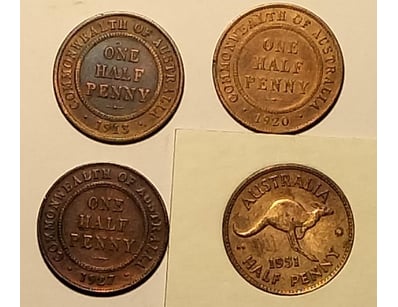 COMMONWEALTH OF AUSTRALIA
ONE
HALF
PENNY
1913
COMMONWEALTH OF AUSTRALIA
ONE
HALF
PENNY
1920
COMMONWEALTH OF AUSTRALIA
ONE
HALF
PENNY
AUSTRALIA
1951
HALF PENNY